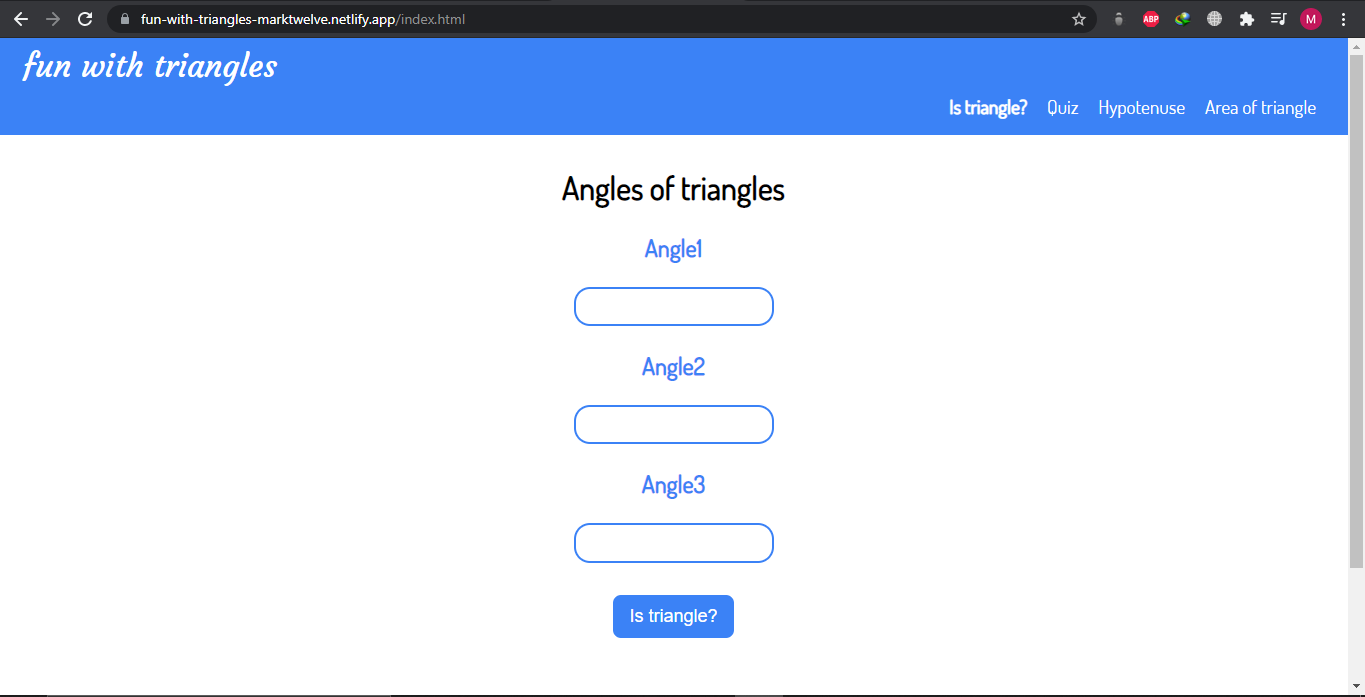 fun-with-triangles-marktwelve.netlify.app/index.html
ABP
M
fun with triangles
Is triangle? Quiz Hypotenuse Area of triangle
Angles of triangles
Angle1
Angle2
Angle3
Is triangle?